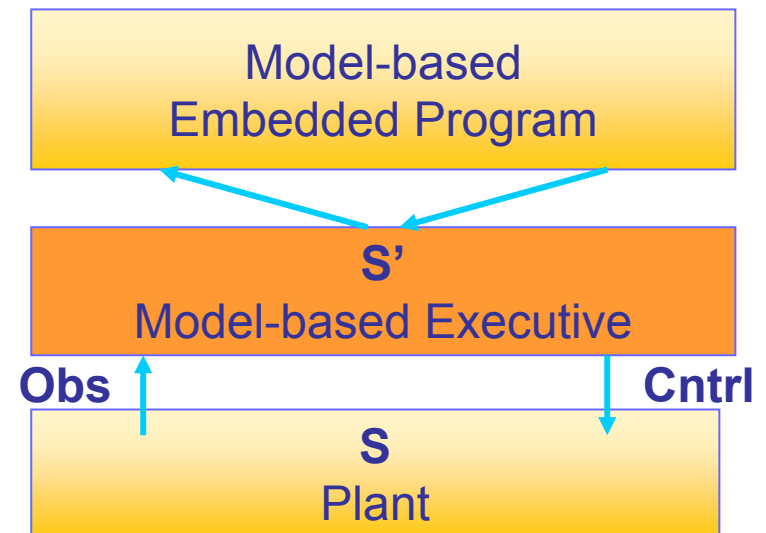 Model-based
Embedded Program
S’
Model-based Executive
Obs
Cntrl
S
Plant